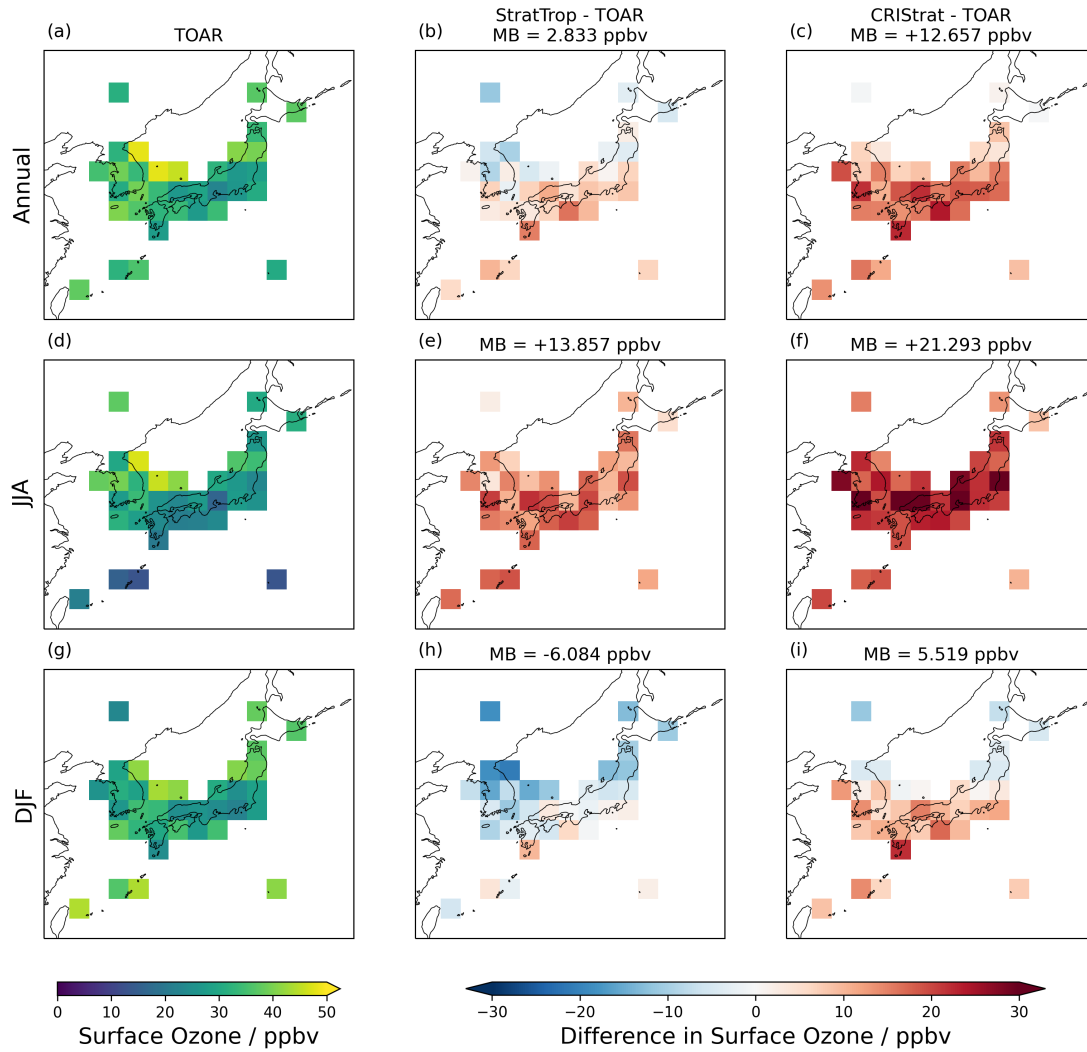 (a)
TOAR
(b)
StratTrop - TOAR
MB = 2.833 ppbv
(c)
CRIStrat - TOAR
MB = +12.657 ppbv
Annual
(d)
(e)
MB = +13.857 ppbv
(f)
MB = +21.293 ppbv
JJA
(g)
(h)
MB = -6.084 ppbv
(i)
MB = 5.519 ppbv
DJF
0 10 20 30 40 50
Surface Ozone / ppbv
−30 −20 −10 0 10 20 30
Difference in Surface Ozone / ppbv